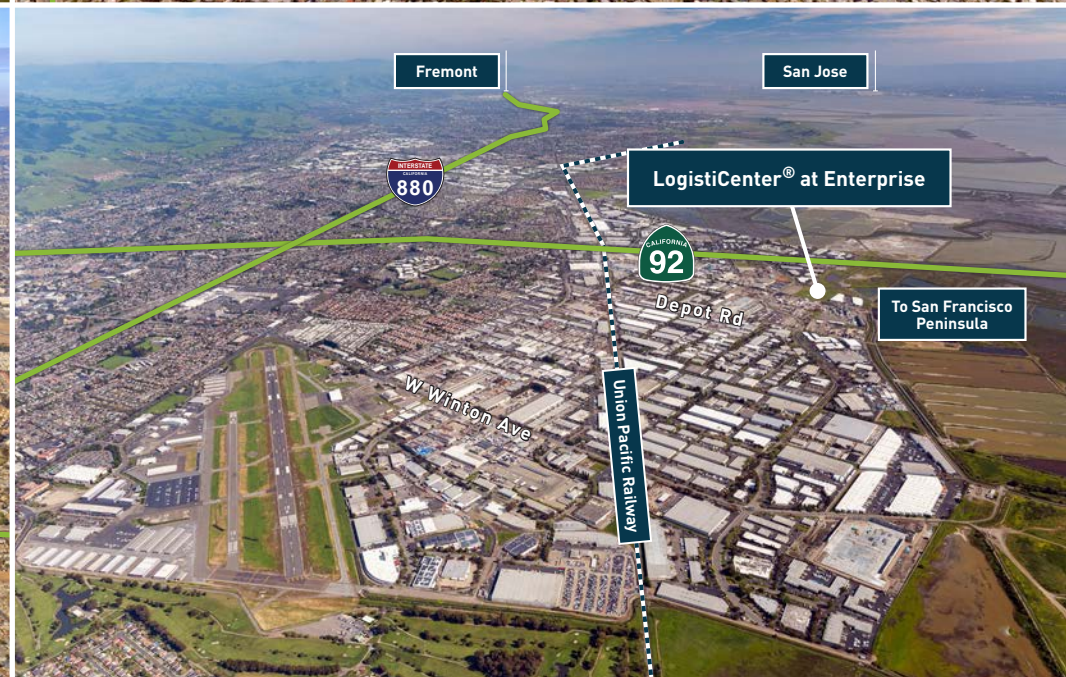 Fremont
San Jose
INTERSTATE
CALIFORNIA
880
LogistiCenter® at Enterprise
CALIFORNIA
92
Depot Rd
To San Francisco
Peninsula
W Winton Ave
Union Pacific Railway